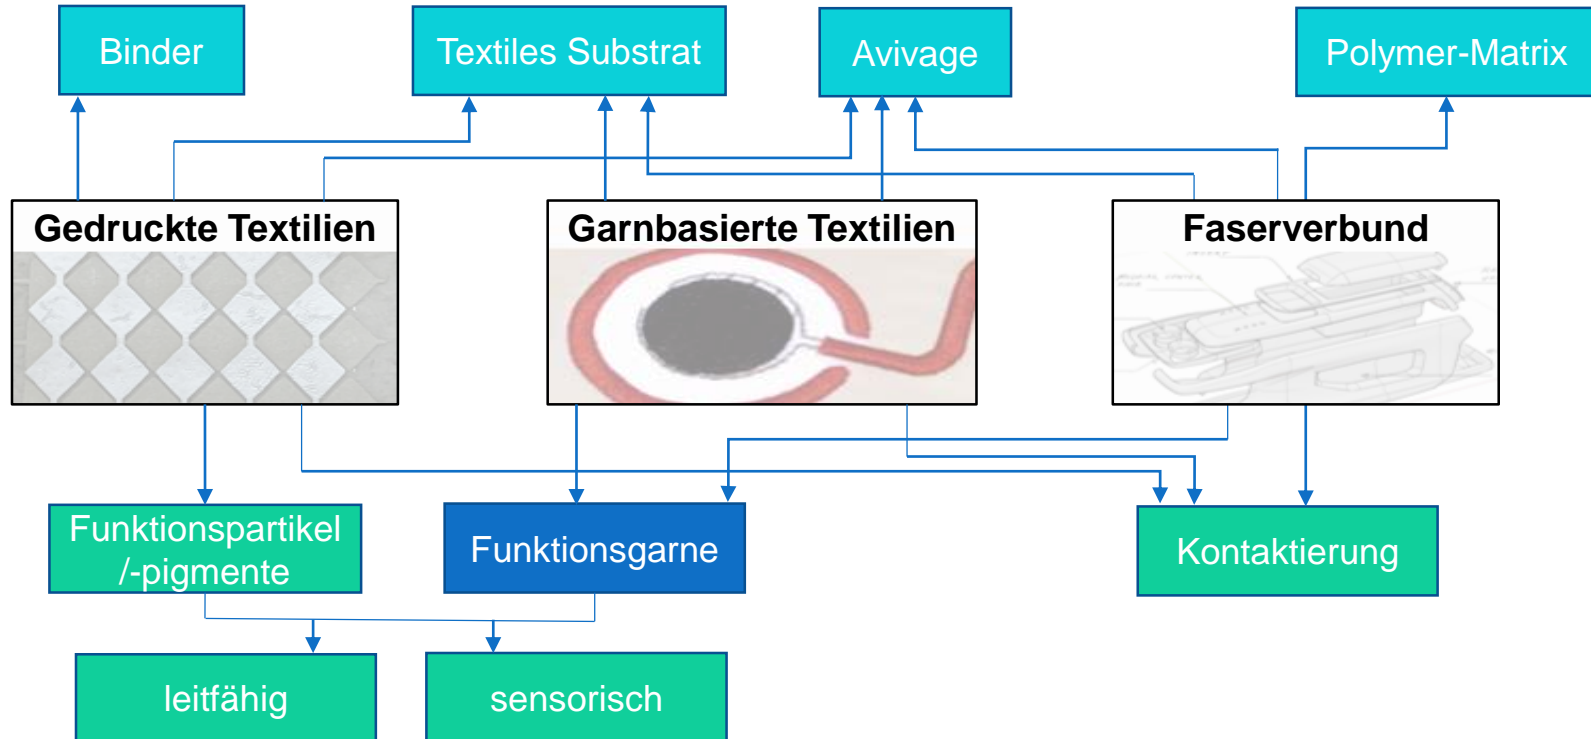 Binder
Textiles Substrat
Avivage
Polymer-Matrix
Gedruckte Textilien
Garnbasierte Textilien
Faserverbund
Funktionspartikel
/-pigmente
Funktionsgarne
Kontaktierung
leitfähig
sensorisch